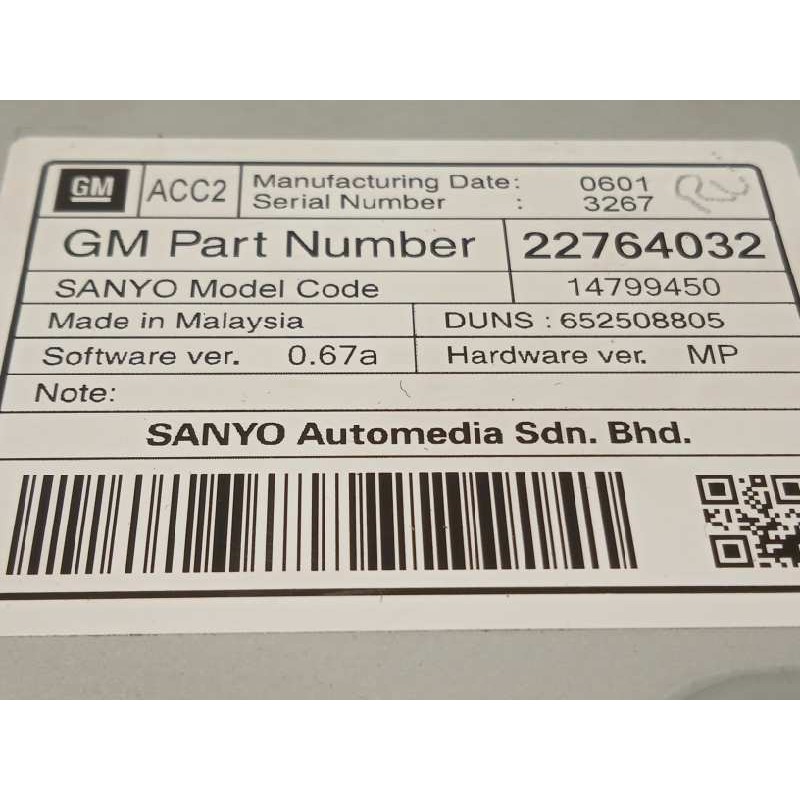 GM ACC2 Manufacturing Date: 0601
Serial Number : 3267
GM Part Number 22764032
SANYO Model Code 14799450
Made in Malaysia DUNS : 652508805
Software ver. 0.67a Hardware ver. MP
Note:
SANYO Automedia Sdn. Bhd.